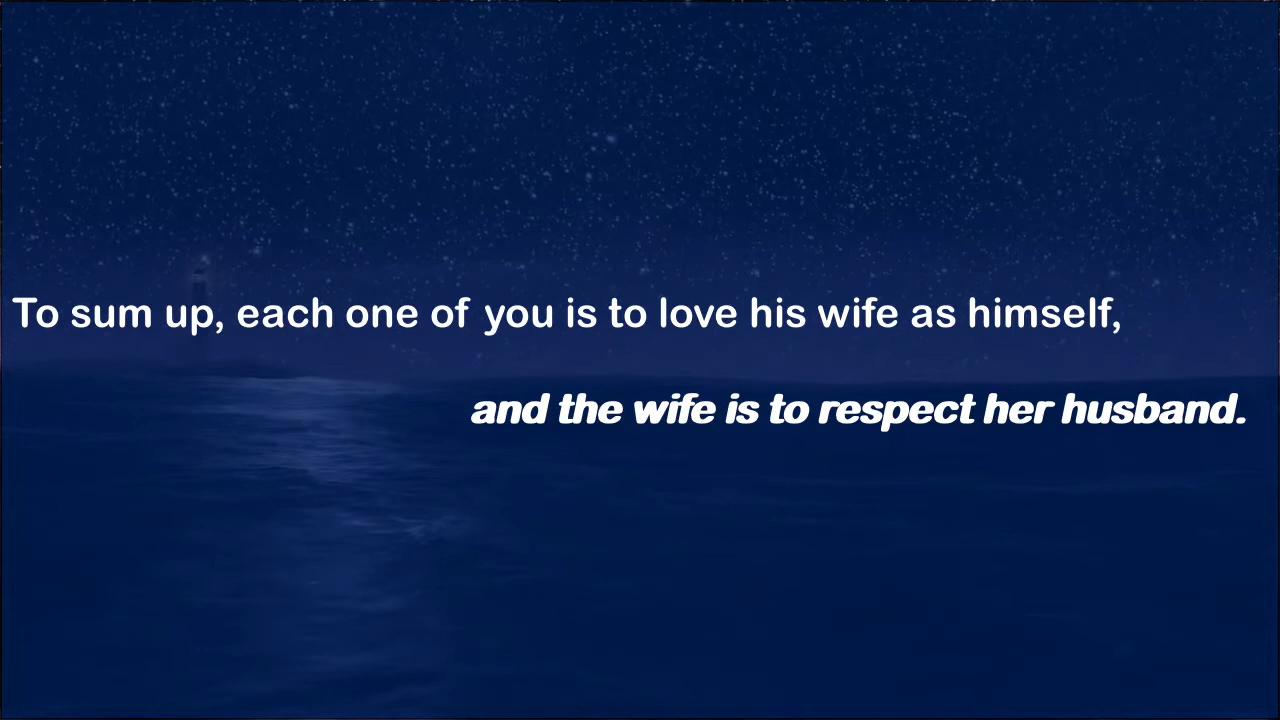 To sum up, each one of you is to love his wife as himself,
and the wife is to respect her husband.